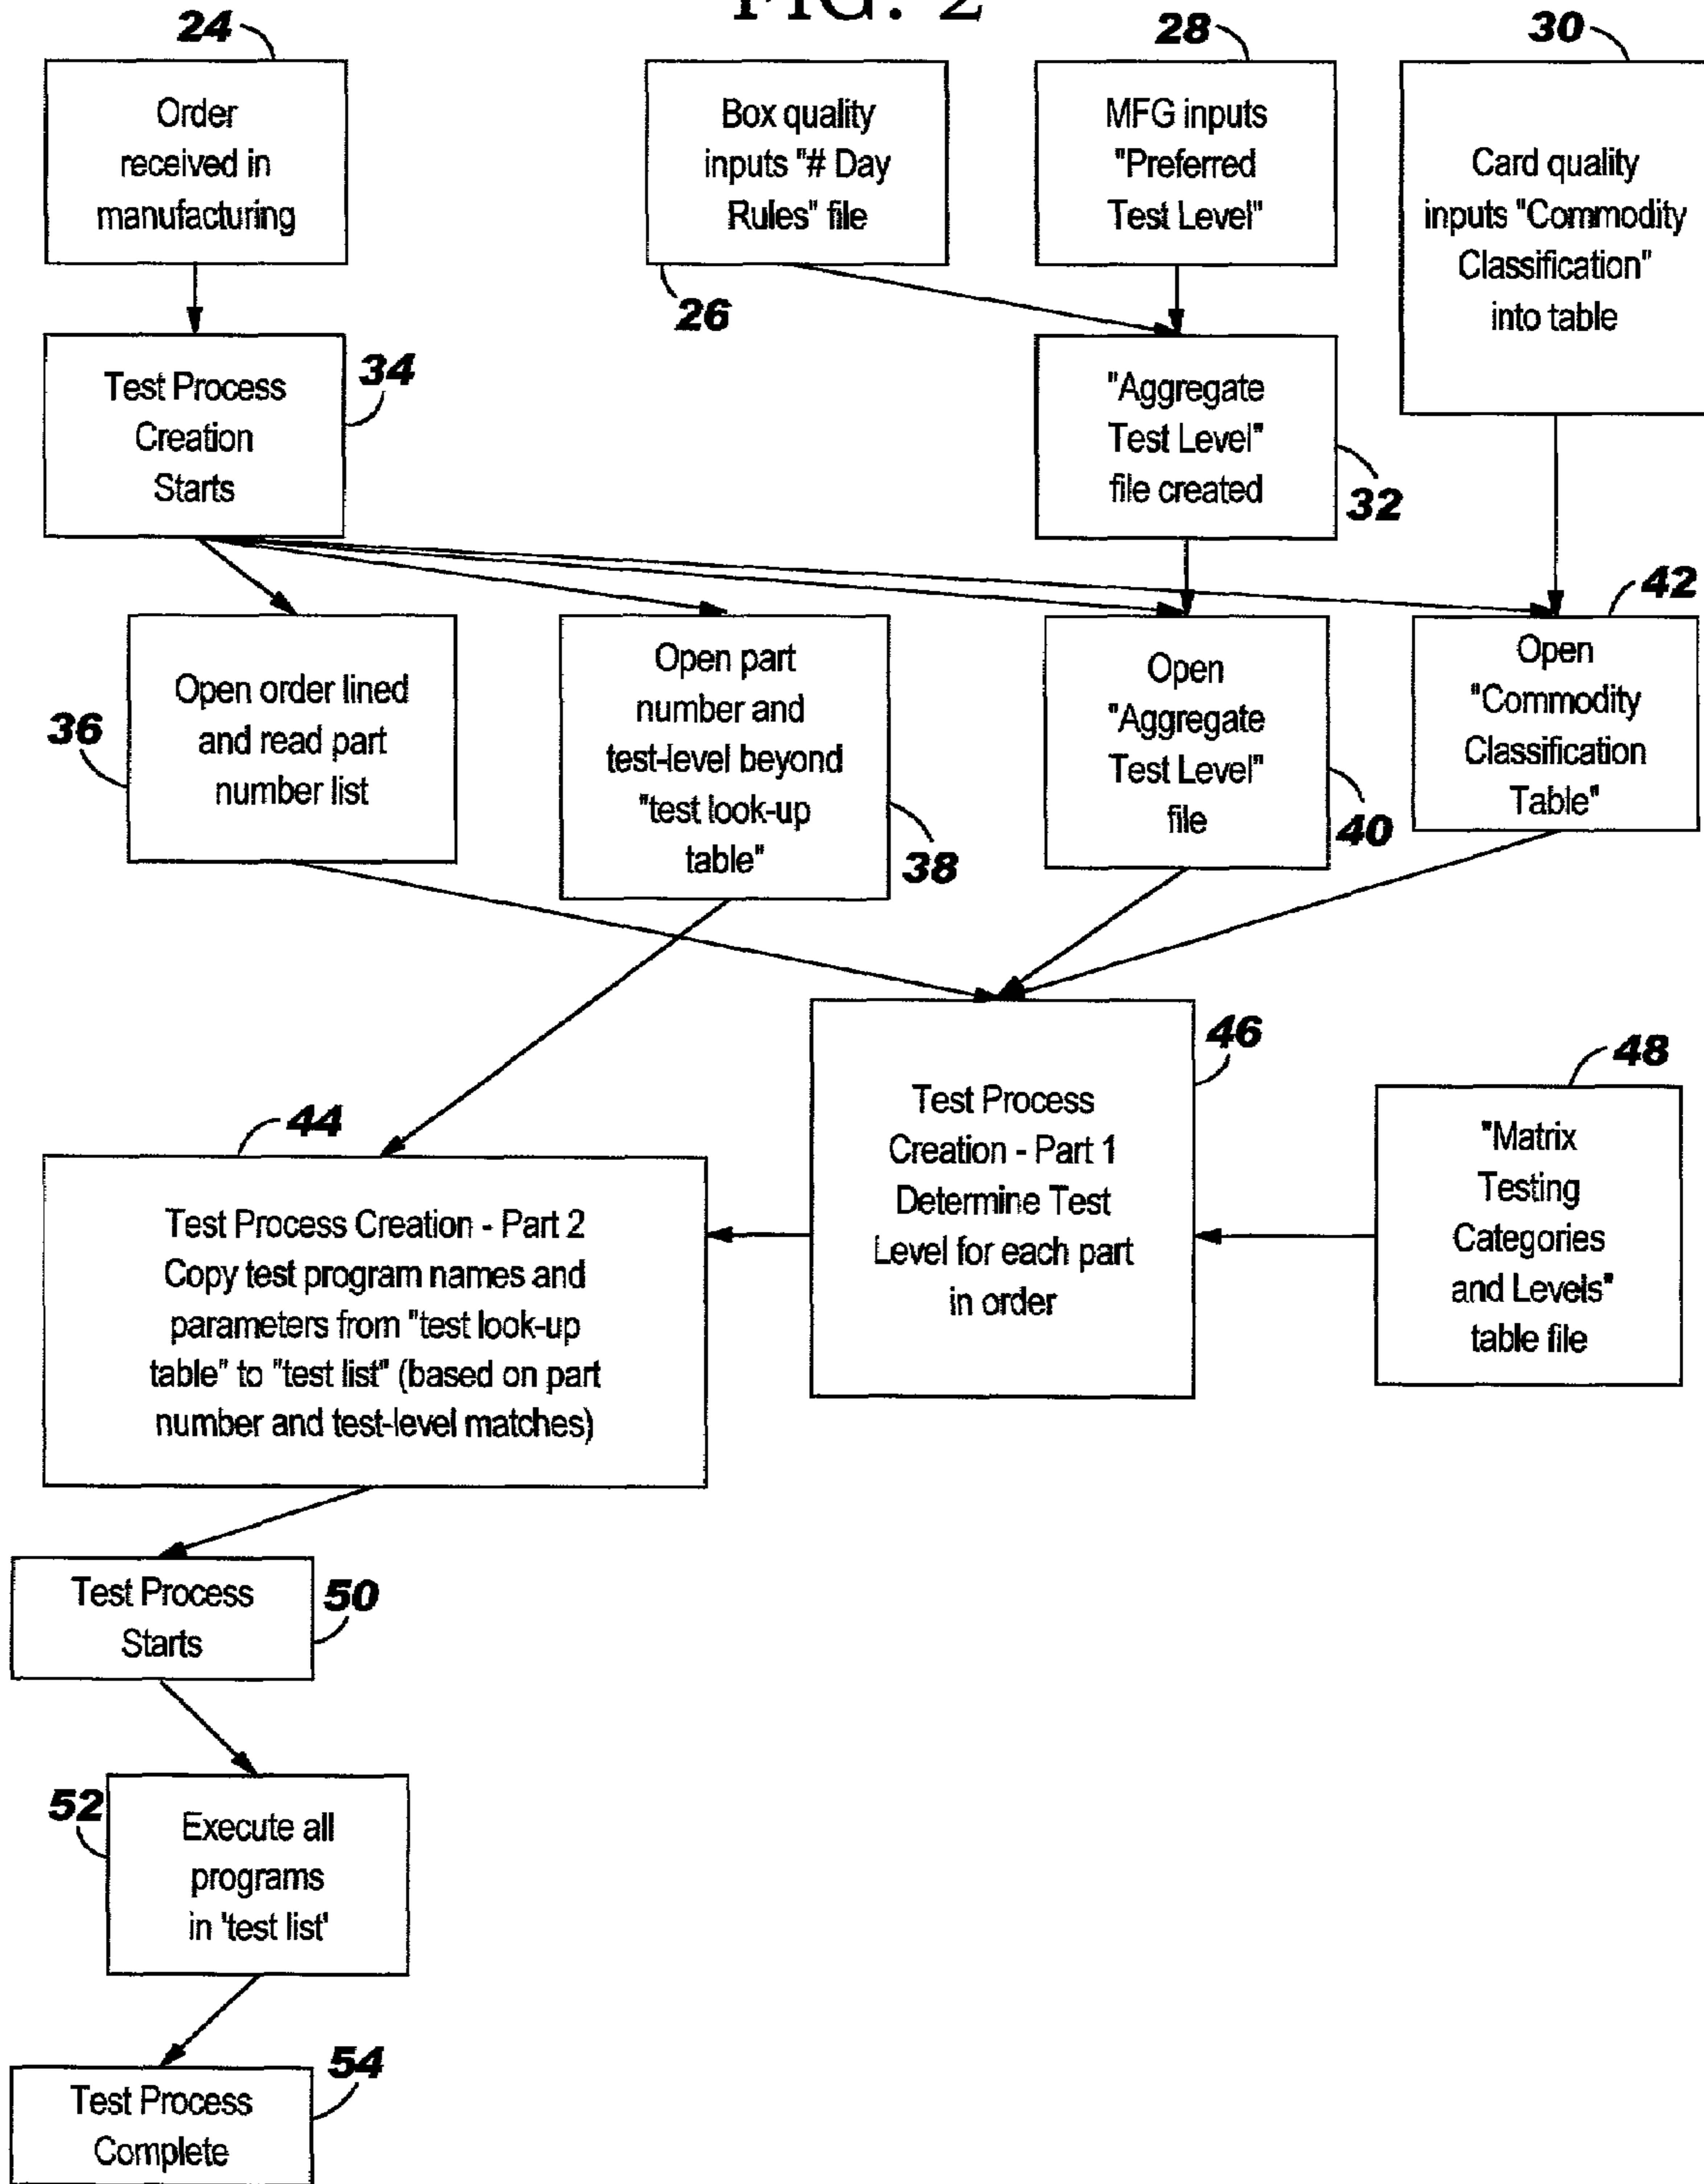 FIG. 2
24
28
30
Order
received in
manufacturing
Box quality
inputs "# Day
Rules" file
MFG inputs
"Preferred
Test Level"
Card quality
inputs "Commodity
Classification"
into table
26
34
Test Process
Creation
Starts
"Aggregate
Test Level"
file created
32
42
36
Open order lined
and read part
number list
Open part
number and
test-level beyond
"test look-up
table"
38
Open
"Aggregate
Test Level"
file
40
Open
"Commodity
Classification
Table"
46
48
44
Test Process
Creation - Part 1
Determine Test
Level for each part
in order
"Matrix
Testing
Categories
and Levels"
table file
Test Process Creation - Part 2
Copy test program names and
parameters from "test look-up
table" to "test list" (based on part
number and test-level matches)
Test Process
Starts
50
52
Execute all
programs
in 'test list'
54
Test Process
Complete